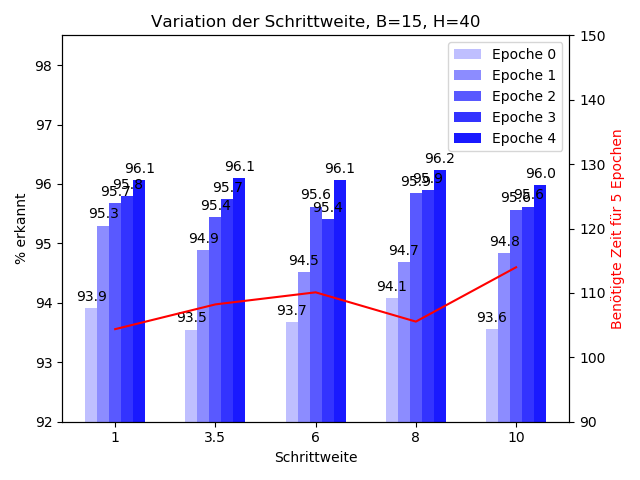 Variation der Schrittweite, B=15, H=40
Epoche 0
Epoche 1
Epoche 2
Epoche 3
Epoche 4
98
97
96
95
94
93
92
% erkannt
150
140
130
120
110
100
90
Benötigte Zeit für 5 Epochen
93.9 95.3 95.7 95.8 96.1
93.5 94.9 95.4 95.7 96.1
93.7 94.5 95.6 95.4 96.1
94.1 94.7 95.9 95.9 96.2
93.6 94.8 95.6 95.6 96.0
1 3.5 6 8 10
Schrittweite